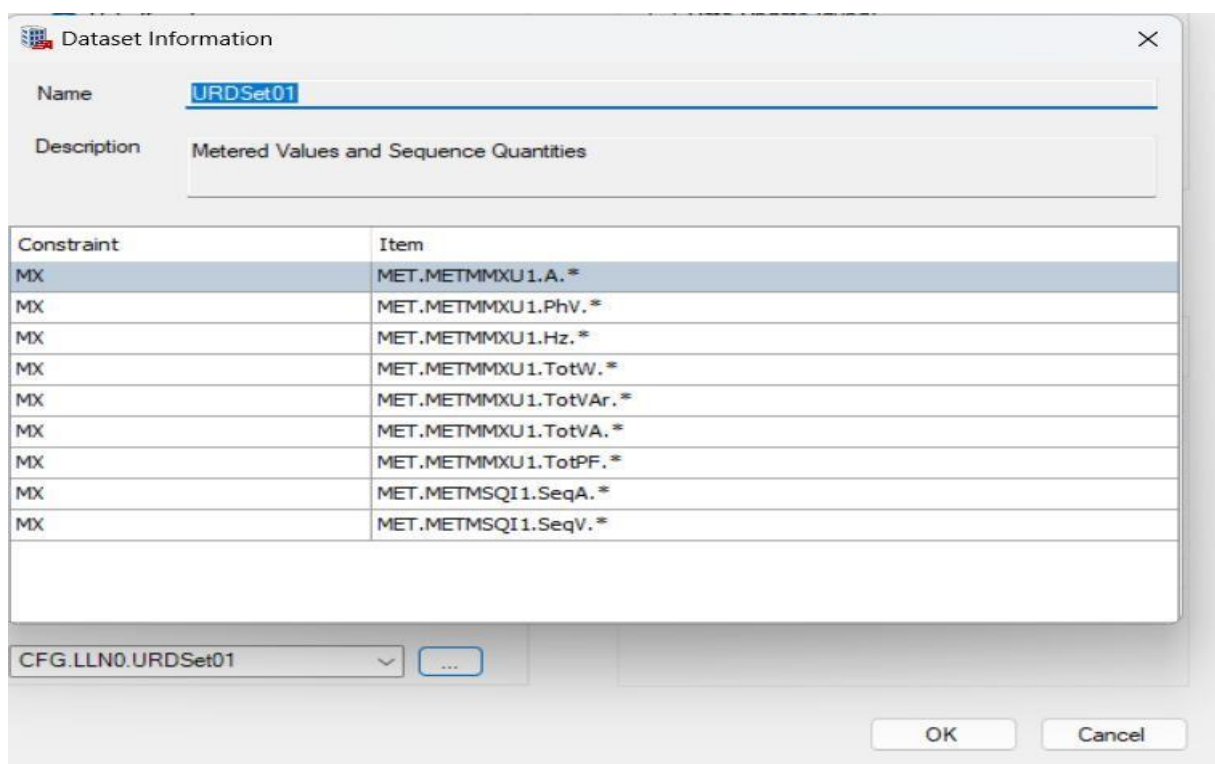 Dataset Information
Name URDSet01
Description Metered Values and Sequence Quantities
Constraint Item
MX MET.METMMXU1.A.*
MX MET.METMMXU1.PhV.*
MX MET.METMMXU1.Hz.*
MX MET.METMMXU1.TotW.*
MX MET.METMMXU1.TotVAr.*
MX MET.METMMXU1.TotVA.*
MX MET.METMMXU1.TotPF.*
MX MET.METMSQI1.SeqA.*
MX MET.METMSQI1.SeqV.*
CFG.LLN0.URDSet01 ...
OK Cancel